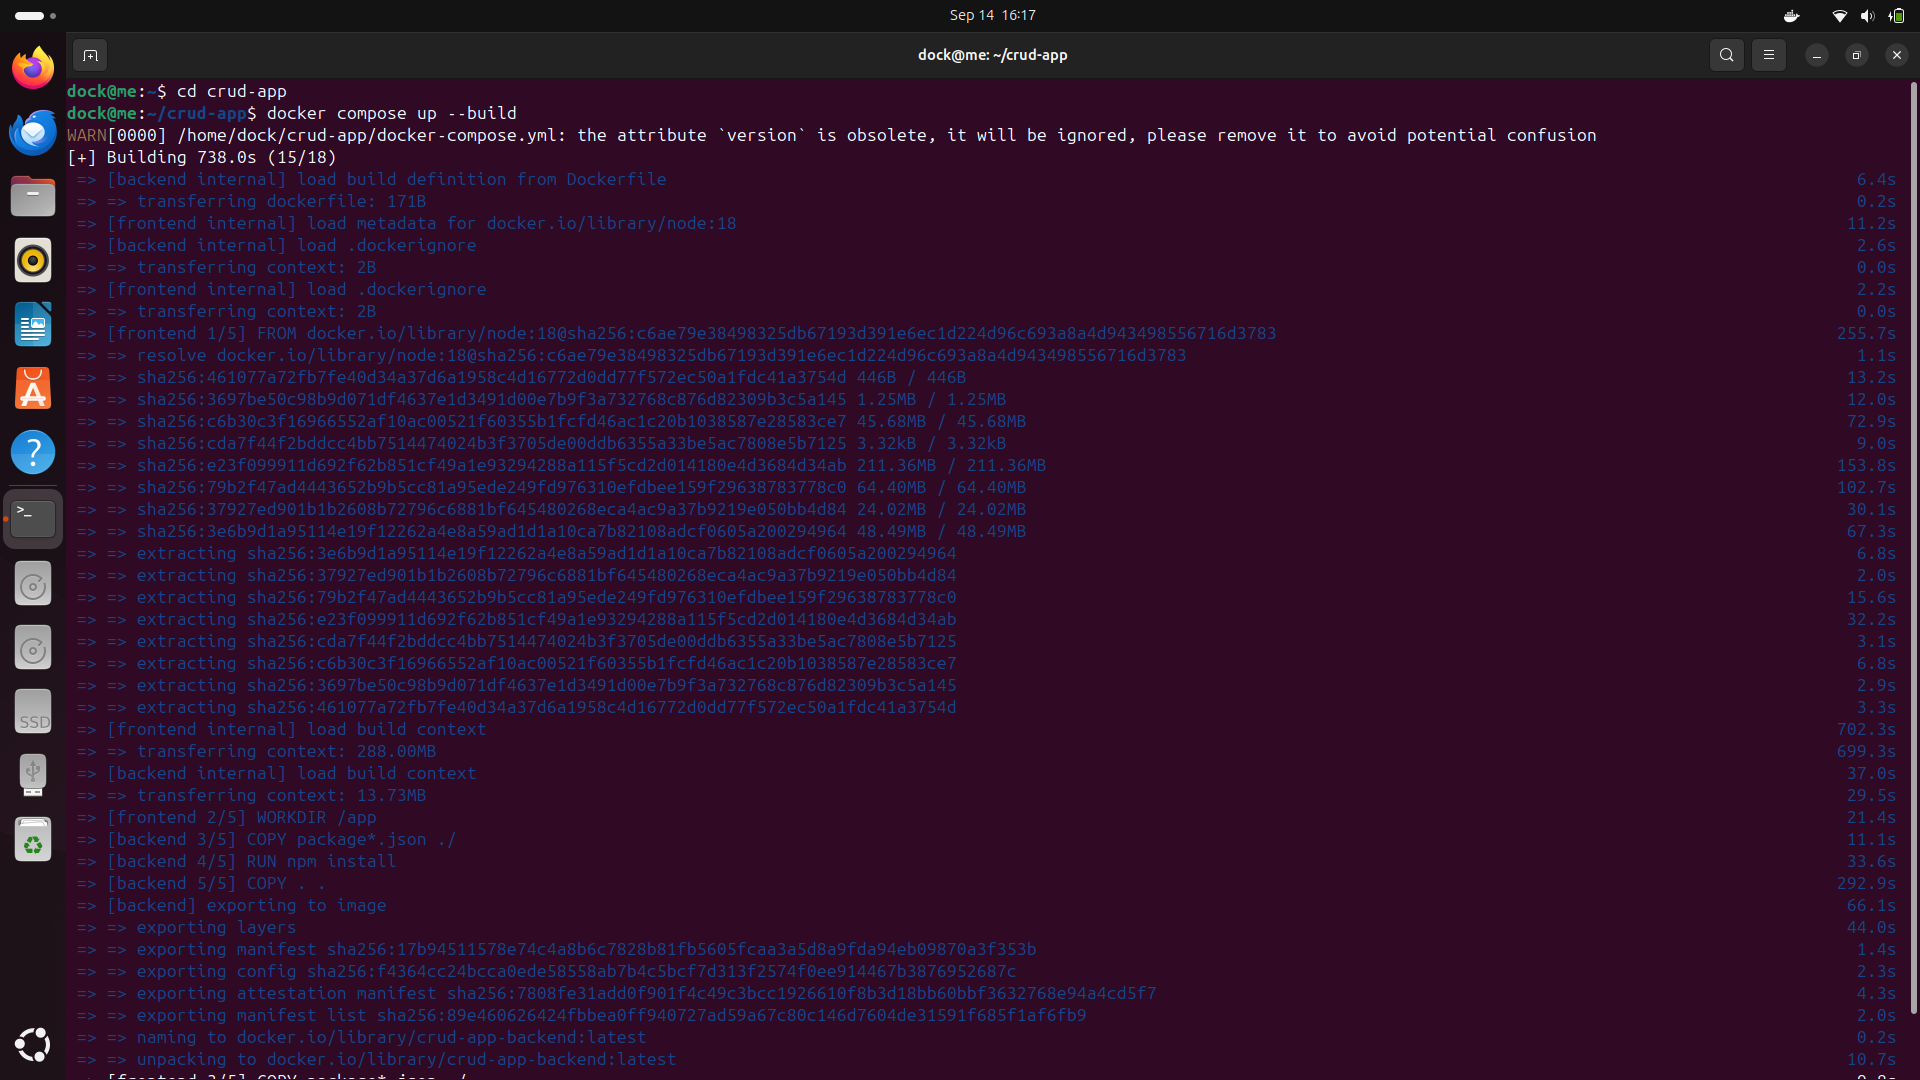 Sep 14 16:17
dock@me: ~/crud-app
dock@me:~$ cd crud-app
dock@me:~/crud-app$ docker compose up --build
WARN[0000] /home/dock/crud-app/docker-compose.yml: the attribute `version` is obsolete, it will be ignored, please remove it to avoid potential confusion
[+] Building 738.0s (15/18)
=> [backend internal] load build definition from Dockerfile 6.4s
=> => transferring dockerfile: 171B 0.2s
=> [frontend internal] load metadata for docker.io/library/node:18 11.2s
=> [backend internal] load .dockerignore 2.6s
=> => transferring context: 2B 0.0s
=> [frontend internal] load .dockerignore 2.2s
=> => transferring context: 2B 0.0s
=> [frontend 1/5] FROM docker.io/library/node:18@sha256:c6ae79e38498325db67193d391e6ec1d224d96c693a8a4d943498556716d3783 255.7s
=> => resolve docker.io/library/node:18@sha256:c6ae79e38498325db67193d391e6ec1d224d96c693a8a4d943498556716d3783 1.1s
=> => sha256:461077a72fb7fe40d34a37d6a1958c4d16772d0dd77f572ec50a1fdc41a3754d 446B / 446B 13.2s
=> => sha256:3697be50c98b9d071df4637e1d3491d00e7b9f3a732768c876d82309b3c5a145 1.25MB / 1.25MB 12.0s
=> => sha256:c6b30c3f16966552af10ac00521f60355b1fcfd46ac1c20b1038587e28583ce7 45.68MB / 45.68MB 72.9s
=> => sha256:cda7f44f2bddcc4bb7514474024b3f3705de00ddb6355a33be5ac7808e5b7125 3.32kB / 3.32kB 9.0s
=> => sha256:e23f099911d692f62b851cf49a1e93294288a115f5cd2d014180e4d3684d34ab 211.36MB / 211.36MB 153.8s
=> => sha256:79b2f47ad4443652b9b5cc81a95ede249fd976310efdbee159f29638783778c0 64.40MB / 64.40MB 102.7s
=> => sha256:37927ed901b1b2608b72796c6881bf645480268eca4ac9a37b9219e050bb4d84 24.02MB / 24.02MB 30.1s
=> => sha256:3e6b9d1a95114e19f12262a4e8a59ad1d1a10ca7b82108adcf0605a200294964 48.49MB / 48.49MB 67.3s
=> => extracting sha256:3e6b9d1a95114e19f12262a4e8a59ad1d1a10ca7b82108adcf0605a200294964 6.8s
=> => extracting sha256:37927ed901b1b2608b72796c6881bf645480268eca4ac9a37b9219e050bb4d84 2.0s
=> => extracting sha256:79b2f47ad4443652b9b5cc81a95ede249fd976310efdbee159f29638783778c0 15.6s
=> => extracting sha256:e23f099911d692f62b851cf49a1e93294288a115f5cd2d014180e4d3684d34ab 32.2s
=> => extracting sha256:cda7f44f2bddcc4bb7514474024b3f3705de00ddb6355a33be5ac7808e5b7125 3.1s
=> => extracting sha256:c6b30c3f16966552af10ac00521f60355b1fcfd46ac1c20b1038587e28583ce7 6.8s
=> => extracting sha256:3697be50c98b9d071df4637e1d3491d00e7b9f3a732768c876d82309b3c5a145 2.9s
=> => extracting sha256:461077a72fb7fe40d34a37d6a1958c4d16772d0dd77f572ec50a1fdc41a3754d 3.3s
=> [frontend internal] load build context 702.3s
=> => transferring context: 288.00MB 699.3s
=> [backend internal] load build context 37.0s
=> => transferring context: 13.73MB 29.5s
=> [frontend 2/5] WORKDIR /app 21.4s
=> [backend 3/5] COPY package*.json ./ 11.1s
=> [backend 4/5] RUN npm install 33.6s
=> [backend 5/5] COPY . . 292.9s
=> [backend] exporting to image 66.1s
=> => exporting layers 44.0s
=> => exporting manifest sha256:17b94511578e74c4a8b6c7828b81fb5605fcaa3a5d8a9fda94eb09870a3f353b 1.4s
=> => exporting config sha256:f4364cc24bcca0ede58558ab7b4c5bcf7d313f2574f0ee914467b3876952687c 2.3s
=> => exporting attestation manifest sha256:7808fe31add0f901f4c49c3bcc1926610f8b3d18bb60bbf3632768e94a4cd5f7 4.3s
=> => exporting manifest list sha256:89e460626424fbbea0ff940727ad59a67c80c146d7604de31591f685f1af6fb9 2.0s
=> => naming to docker.io/library/crud-app-backend:latest 0.2s
=> => unpacking to docker.io/library/crud-app-backend:latest 10.7s
SSD